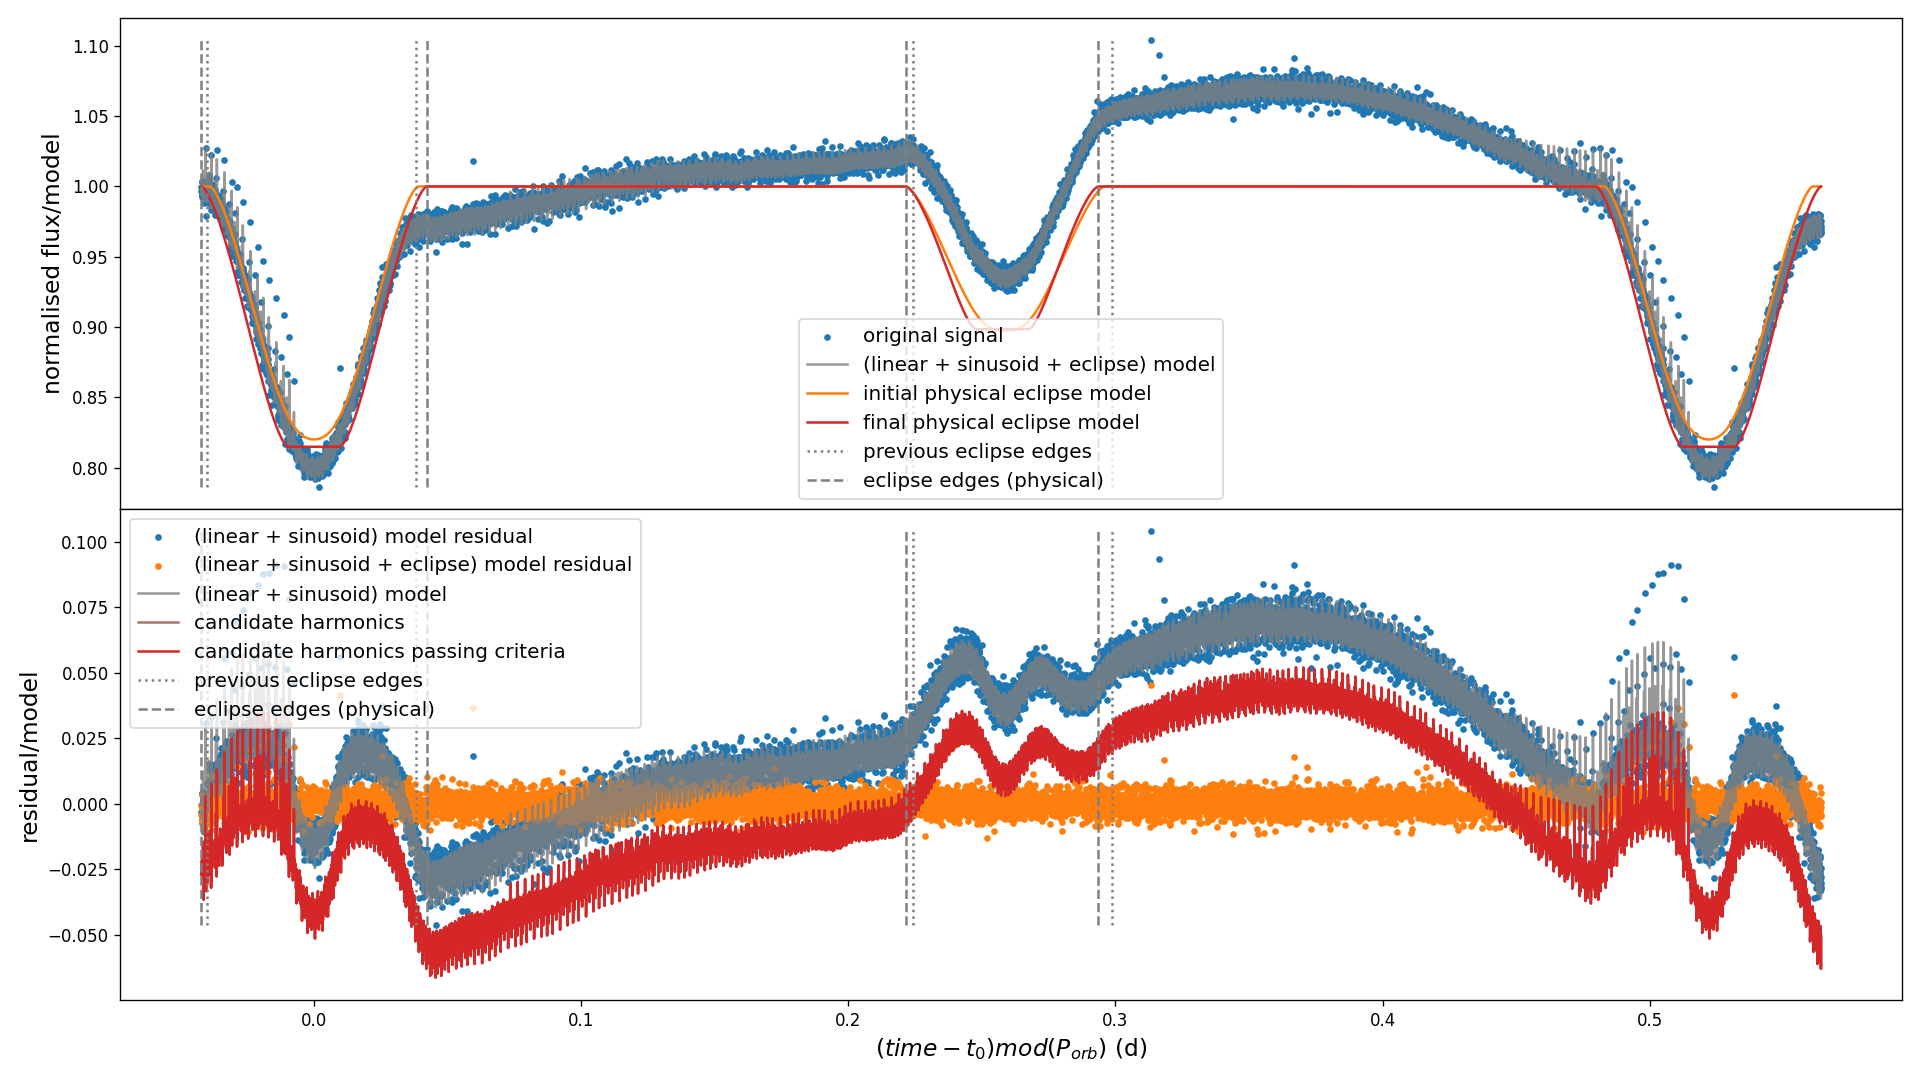 1.10
1.05
1.00
0.95
0.90
0.85
0.80
normalised flux/model
original signal
(linear + sinusoid + eclipse) model
initial physical eclipse model
final physical eclipse model
previous eclipse edges
eclipse edges (physical)
0.100
0.075
0.050
0.025
0.000
−0.025
−0.050
residual/model
(linear + sinusoid) model residual
(linear + sinusoid + eclipse) model residual
(linear + sinusoid) model
candidate harmonics
candidate harmonics passing criteria
previous eclipse edges
eclipse edges (physical)
0.0 0.1 0.2 0.3 0.4 0.5
(time − t₀)mod(P_orb) (d)